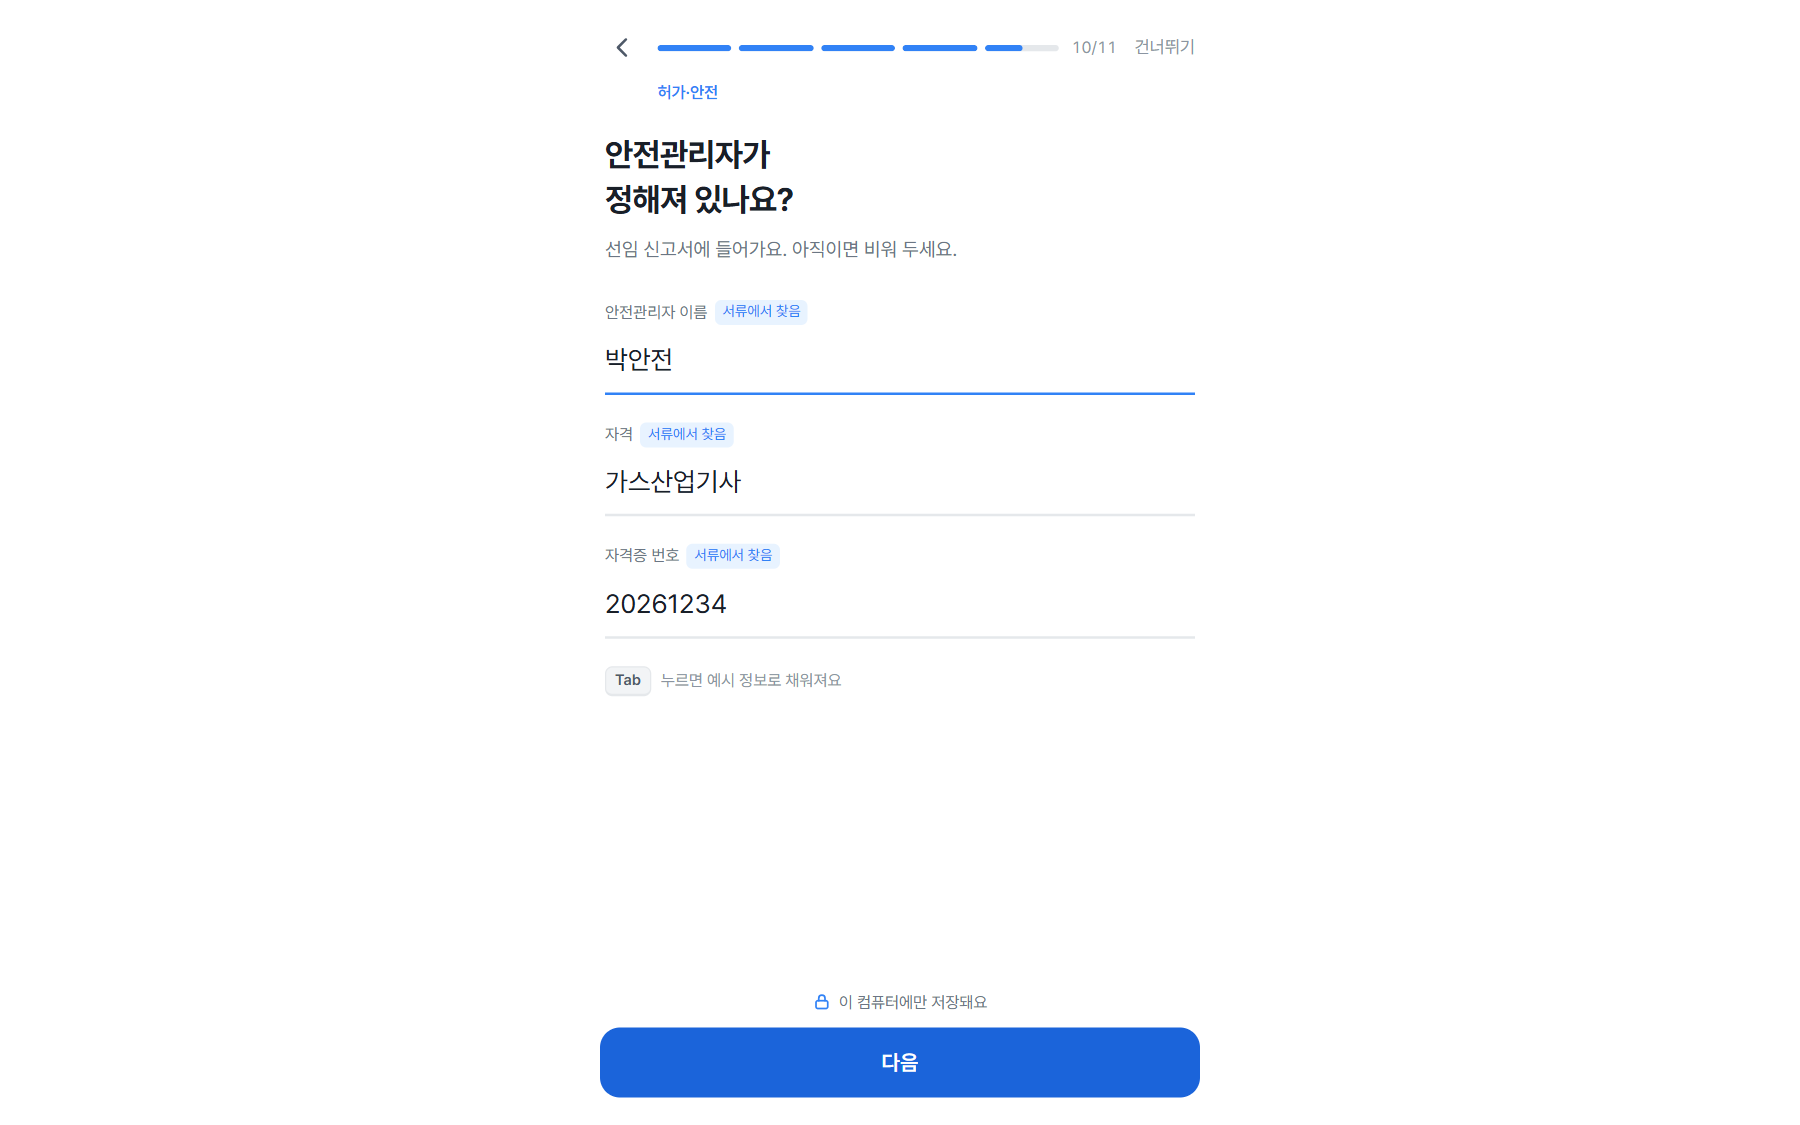 10/11 건너뛰기
허가·안전
안전관리자가
정해져 있나요?
선임 신고서에 들어가요. 아직이면 비워 두세요.
안전관리자 이름 서류에서 찾음
박안전
자격 서류에서 찾음
가스산업기사
자격증 번호 서류에서 찾음
20261234
Tab 누르면 예시 정보로 채워져요
이 컴퓨터에만 저장돼요
다음